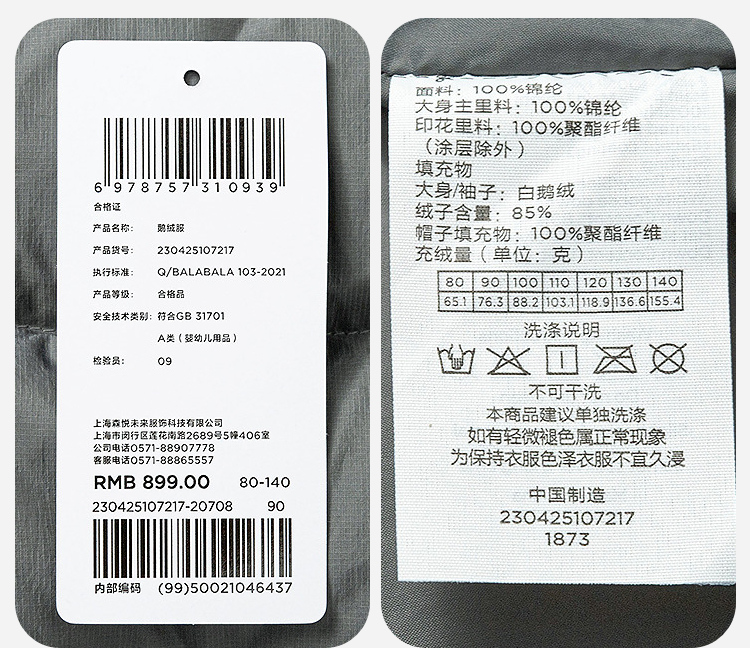 6 978757 310939
合格证
产品名称： 鹅绒服
产品货号： 230425107217
执行标准： Q/BALABALA 103-2021
产品等级： 合格品
安全技术类别： 符合GB 31701
A类（婴幼儿用品）
检验员： 09
上海森悦未来服饰科技有限公司
上海市闵行区莲花南路2689号5幢406室
公司电话0571-88907778
客服电话0571-88865557
RMB 899.00 80-140
230425107217-20708 90
内部编码 (99)50021046437
面料：100%锦纶
大身主里料：100%锦纶
印花里料：100%聚酯纤维
（涂层除外）
填充物
大身/袖子：白鹅绒
绒子含量：85%
帽子填充物：100%聚酯纤维
充绒量（单位：克）
80 90 100 110 120 130 140
65.1 76.3 88.2 103.1 118.9 136.6 155.4
洗涤说明
不可干洗
本商品建议单独洗涤
如有轻微褪色属正常现象
为保持衣服色泽衣服不宜久浸
中国制造
230425107217
1873